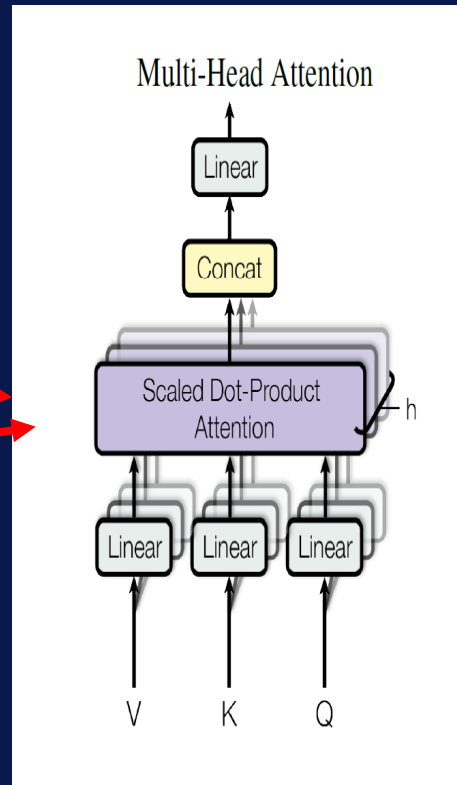 Multi-Head Attention
Linear
Concat
Scaled Dot-Product
Attention
h
Linear Linear Linear
V K Q